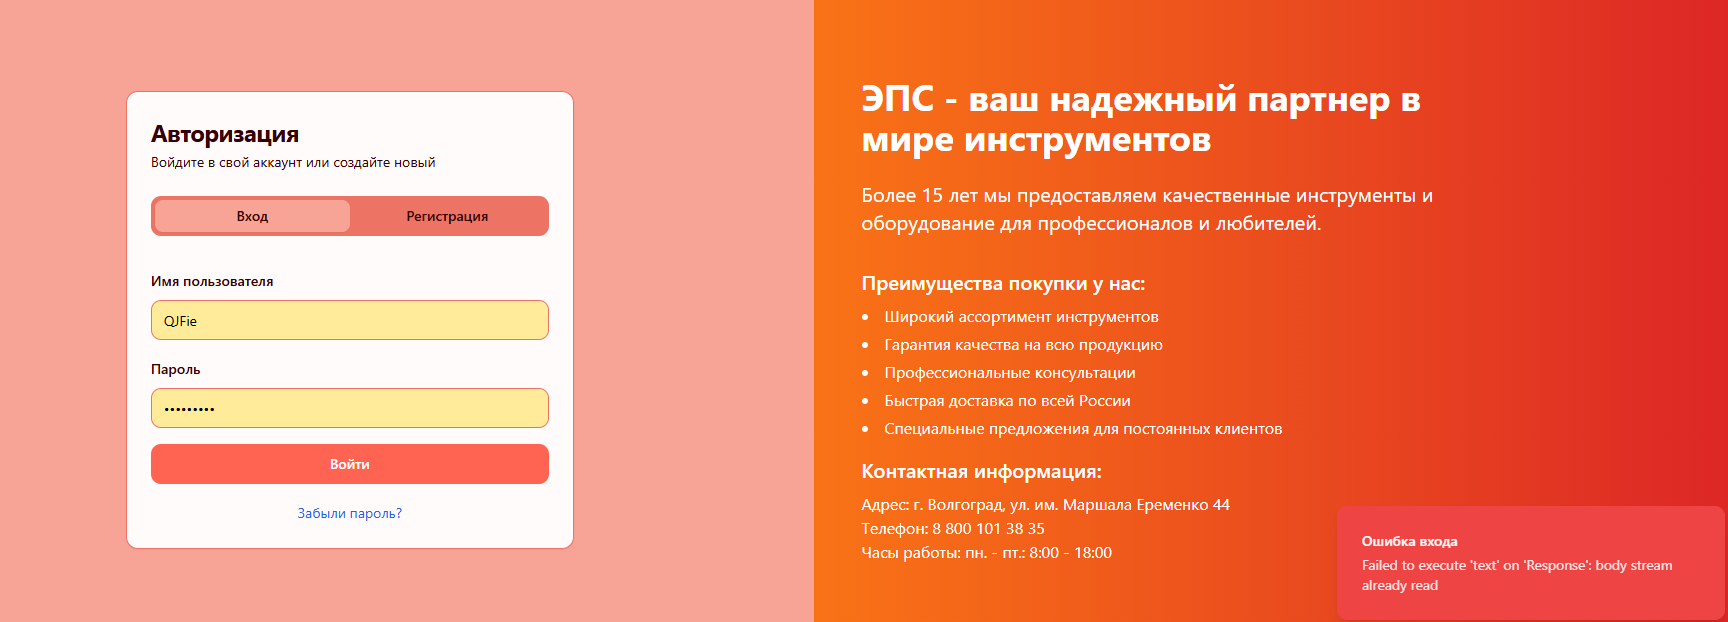 Авторизация
Войдите в свой аккаунт или создайте новый
Вход
Регистрация
Имя пользователя
QJFie
Пароль
•••••••••
Войти
Забыли пароль?
ЭПС - ваш надежный партнер в
мире инструментов
Более 15 лет мы предоставляем качественные инструменты и
оборудование для профессионалов и любителей.
Преимущества покупки у нас:
• Широкий ассортимент инструментов
• Гарантия качества на всю продукцию
• Профессиональные консультации
• Быстрая доставка по всей России
• Специальные предложения для постоянных клиентов
Контактная информация:
Адрес: г. Волгоград, ул. им. Маршала Еременко 44
Телефон: 8 800 101 38 35
Часы работы: пн. - пт.: 8:00 - 18:00
Ошибка входа
Failed to execute 'text' on 'Response': body stream
already read